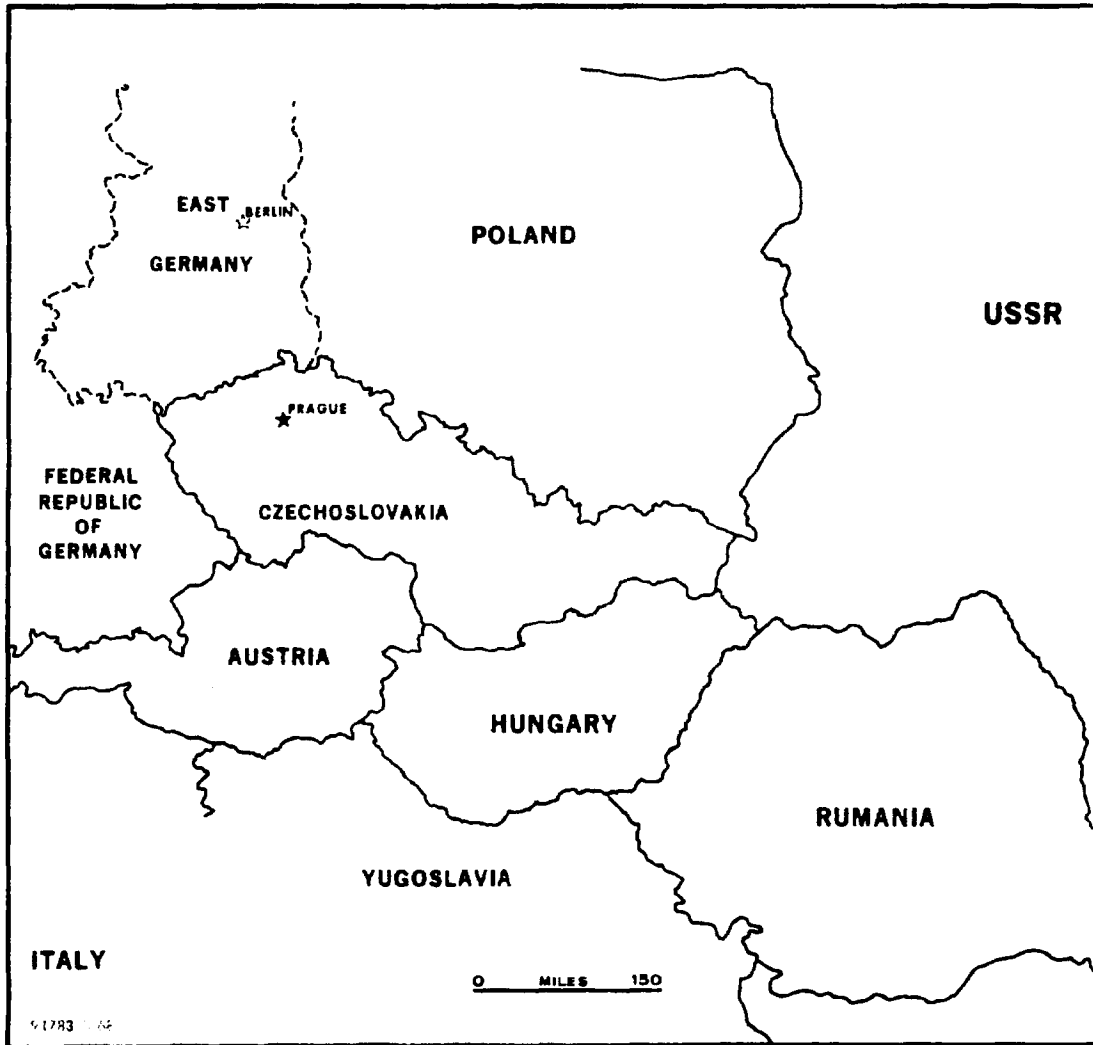 EAST
BERLIN
GERMANY
POLAND
USSR
PRAGUE
FEDERAL
REPUBLIC
OF
GERMANY
CZECHOSLOVAKIA
AUSTRIA
HUNGARY
RUMANIA
YUGOSLAVIA
ITALY
0 MILES 150